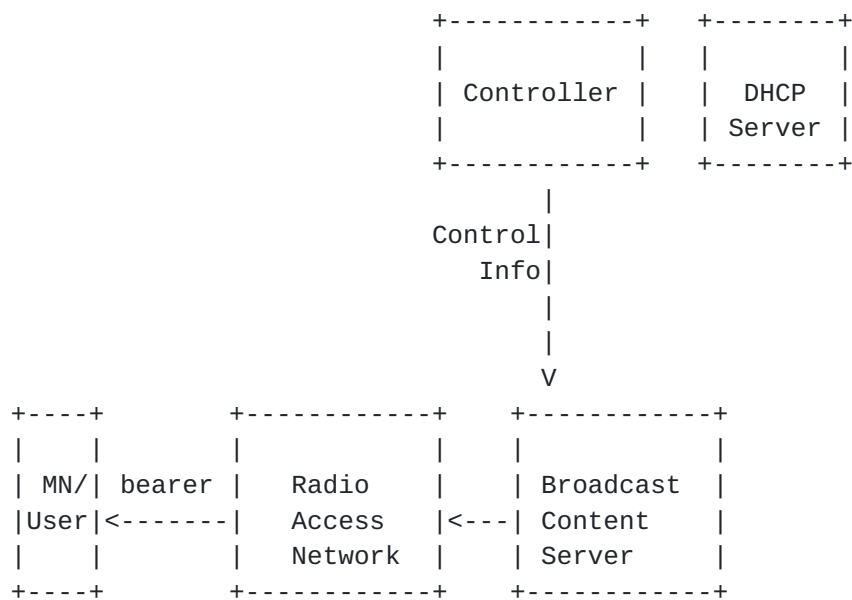 Controller DHCP
Server
Control
Info
MN/ bearer Radio Broadcast
User Access Content
Network Server